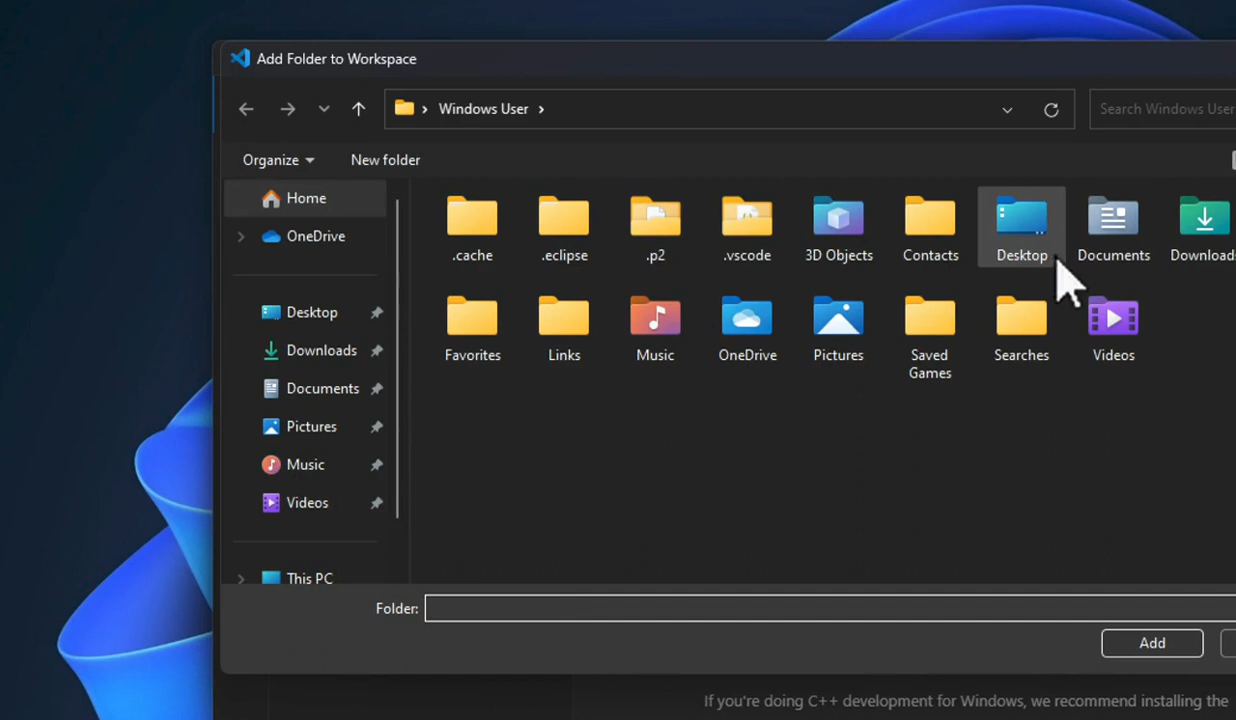 Add Folder to Workspace
Windows User
Search Windows User
Organize
New folder
Home
OneDrive
Desktop
Downloads
Documents
Pictures
Music
Videos
This PC
.cache
.eclipse
.p2
.vscode
3D Objects
Contacts
Desktop
Documents
Downloads
Favorites
Links
Music
OneDrive
Pictures
Saved
Games
Searches
Videos
Folder:
Add
If you're doing C++ development for Windows, we recommend installing the